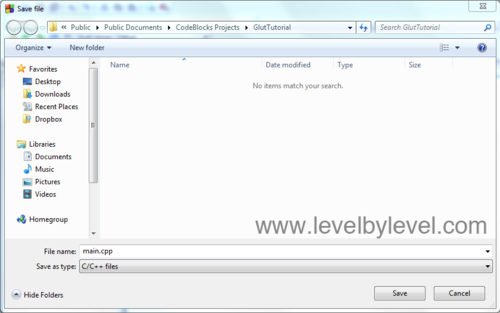 Save file
« Public ▸ Public Documents ▸ CodeBlocks Projects ▸ GlutTutorial
Search GlutTutorial
Organize New folder
Name Date modified Type Size
No items match your search.
Favorites
Desktop
Downloads
Recent Places
Dropbox
Libraries
Documents
Music
Pictures
Videos
Homegroup
www.levelbylevel.com
File name: main.cpp
Save as type: C/C++ files
Hide Folders Save Cancel